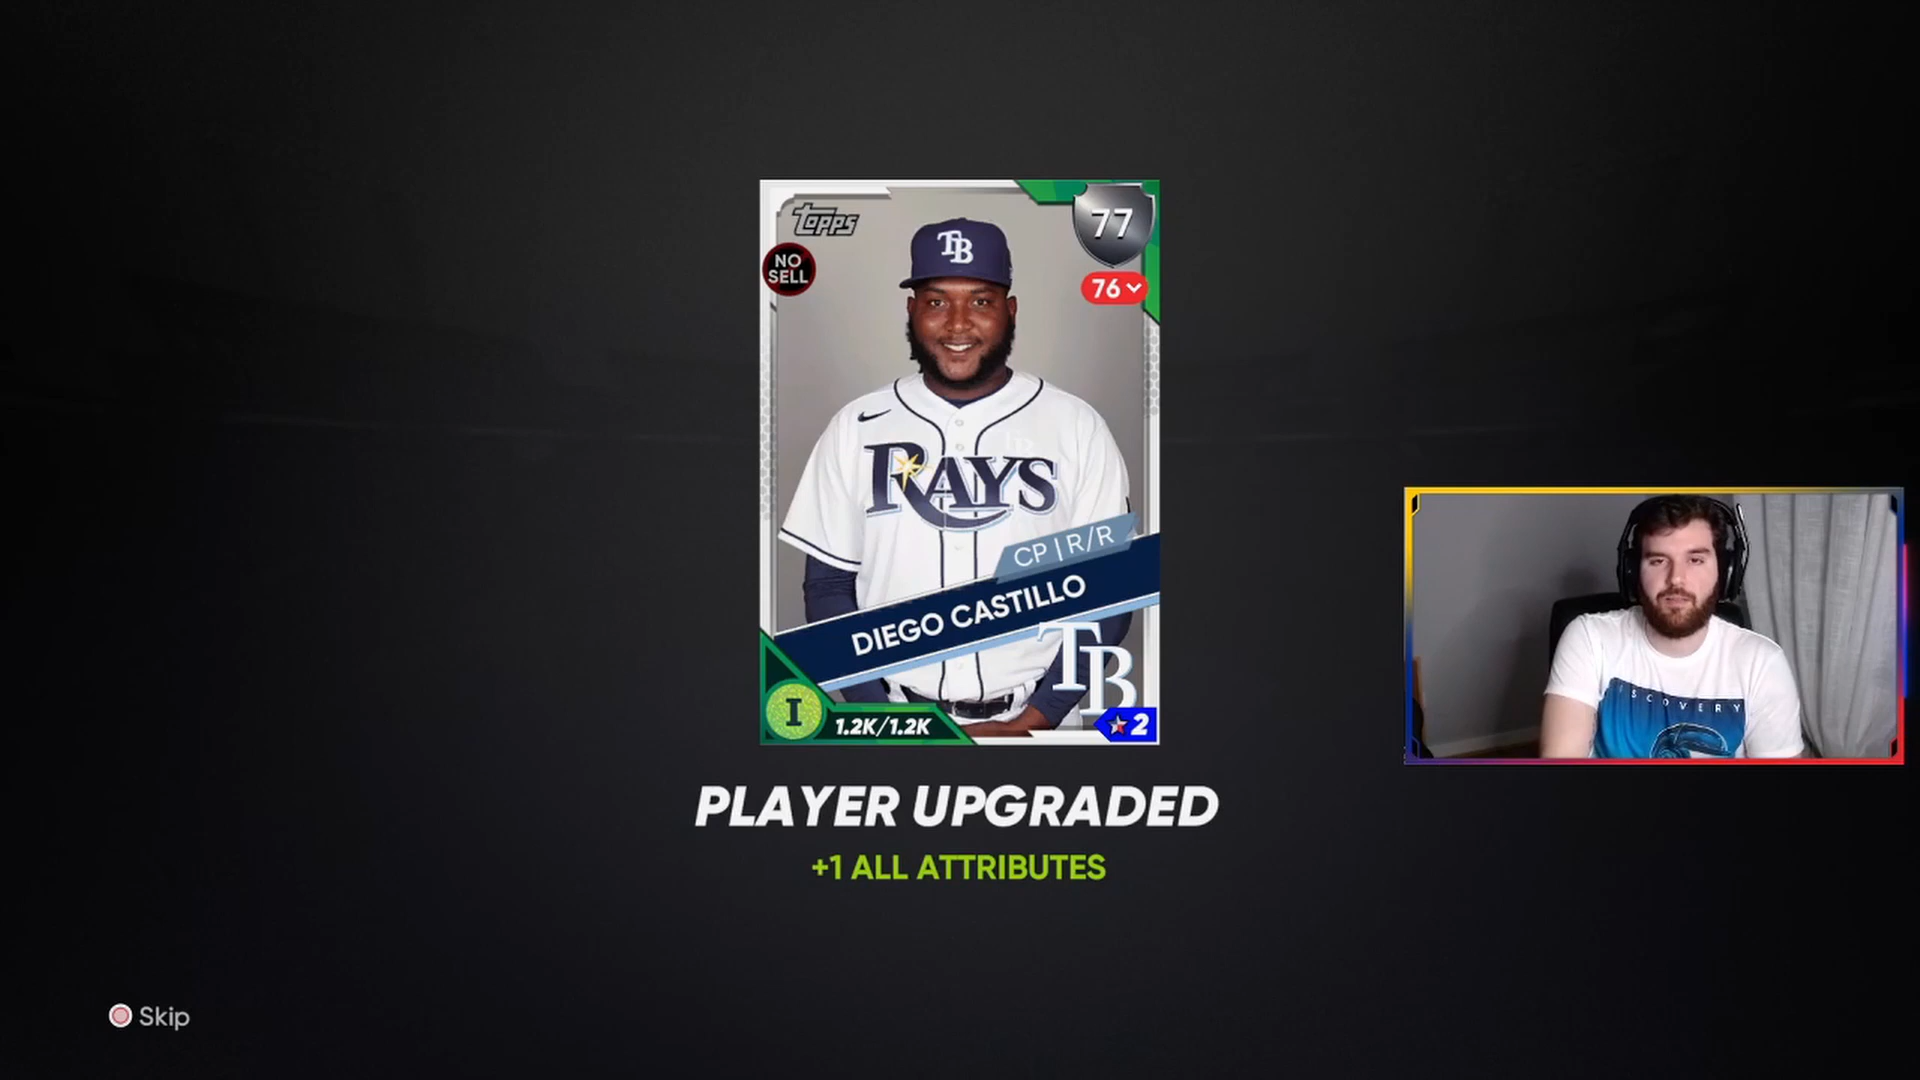 topps
77
NO
SELL
76
TB
RAYS
CP | R/R
DIEGO CASTILLO
TB
I
1.2K/1.2K
2
PLAYER UPGRADED
+1 ALL ATTRIBUTES
ISCOVERY
Skip